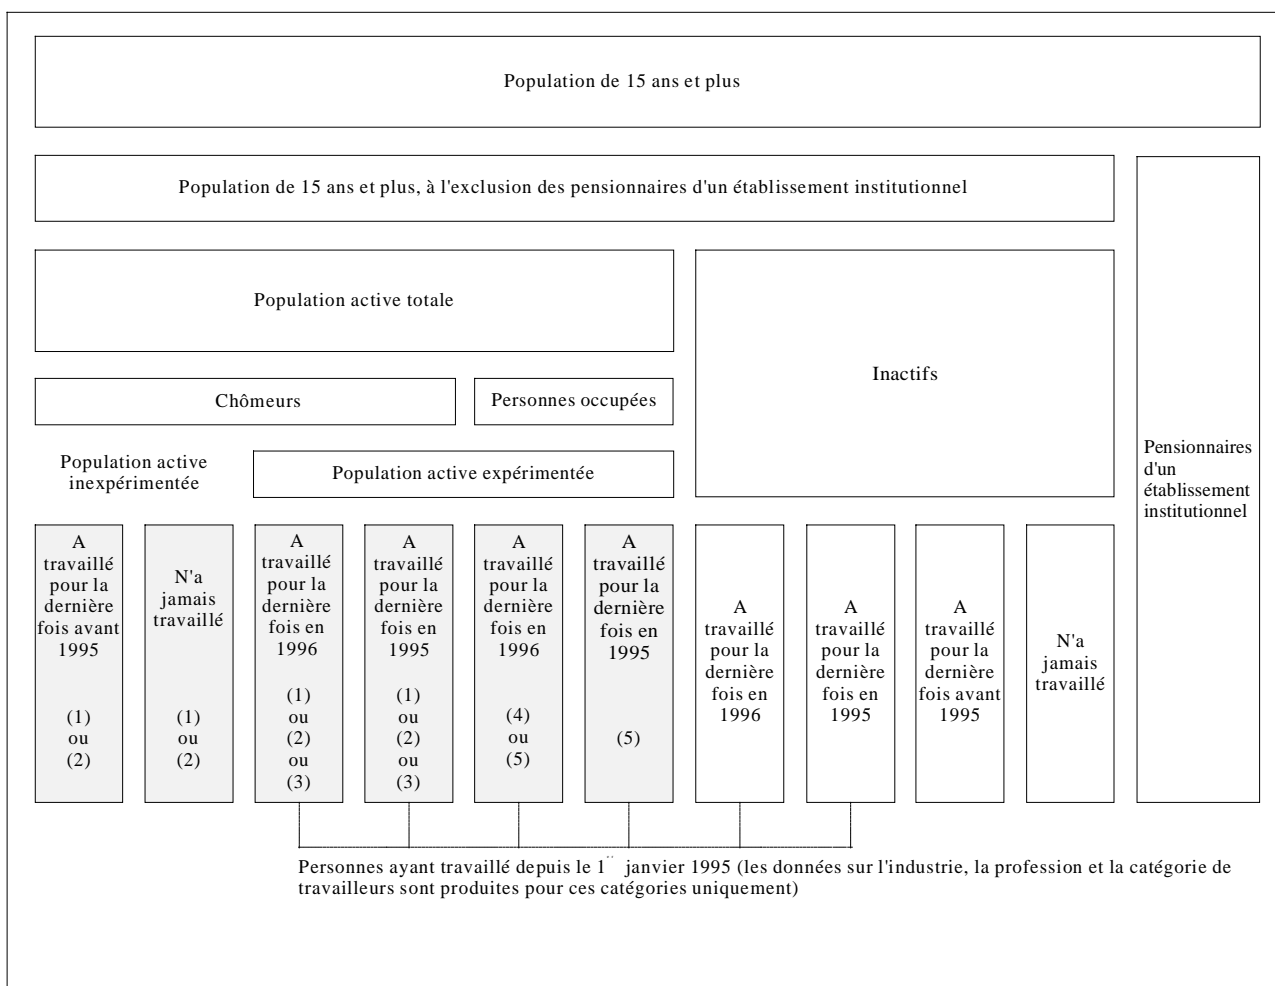 Population de 15 ans et plus
Population de 15 ans et plus, à l'exclusion des pensionnaires d'un établissement institutionnel
Population active totale
Inactifs
Chômeurs
Personnes occupées
Pensionnaires
d'un
établissement
institutionnel
Population active
inexpérimentée
Population active expérimentée
A
travaillé
pour la
dernière
fois avant
1995
(1)
ou
(2)
N'a
jamais
travaillé
(1)
ou
(2)
A
travaillé
pour la
dernière
fois en
1996
(1)
ou
(2)
ou
(3)
A
travaillé
pour la
dernière
fois en
1995
(1)
ou
(2)
ou
(3)
A
travaillé
pour la
dernière
fois en
1996
(4)
ou
(5)
A
travaillé
pour la
dernière
fois en
1995
(5)
A
travaillé
pour la
dernière
fois en
1996
A
travaillé
pour la
dernière
fois en
1995
A
travaillé
pour la
dernière
fois avant
1995
N'a
jamais
travaillé
Personnes ayant travaillé depuis le 1 janvier 1995 (les données sur l'industrie, la profession et la catégorie de
travailleurs sont produites pour ces catégories uniquement)